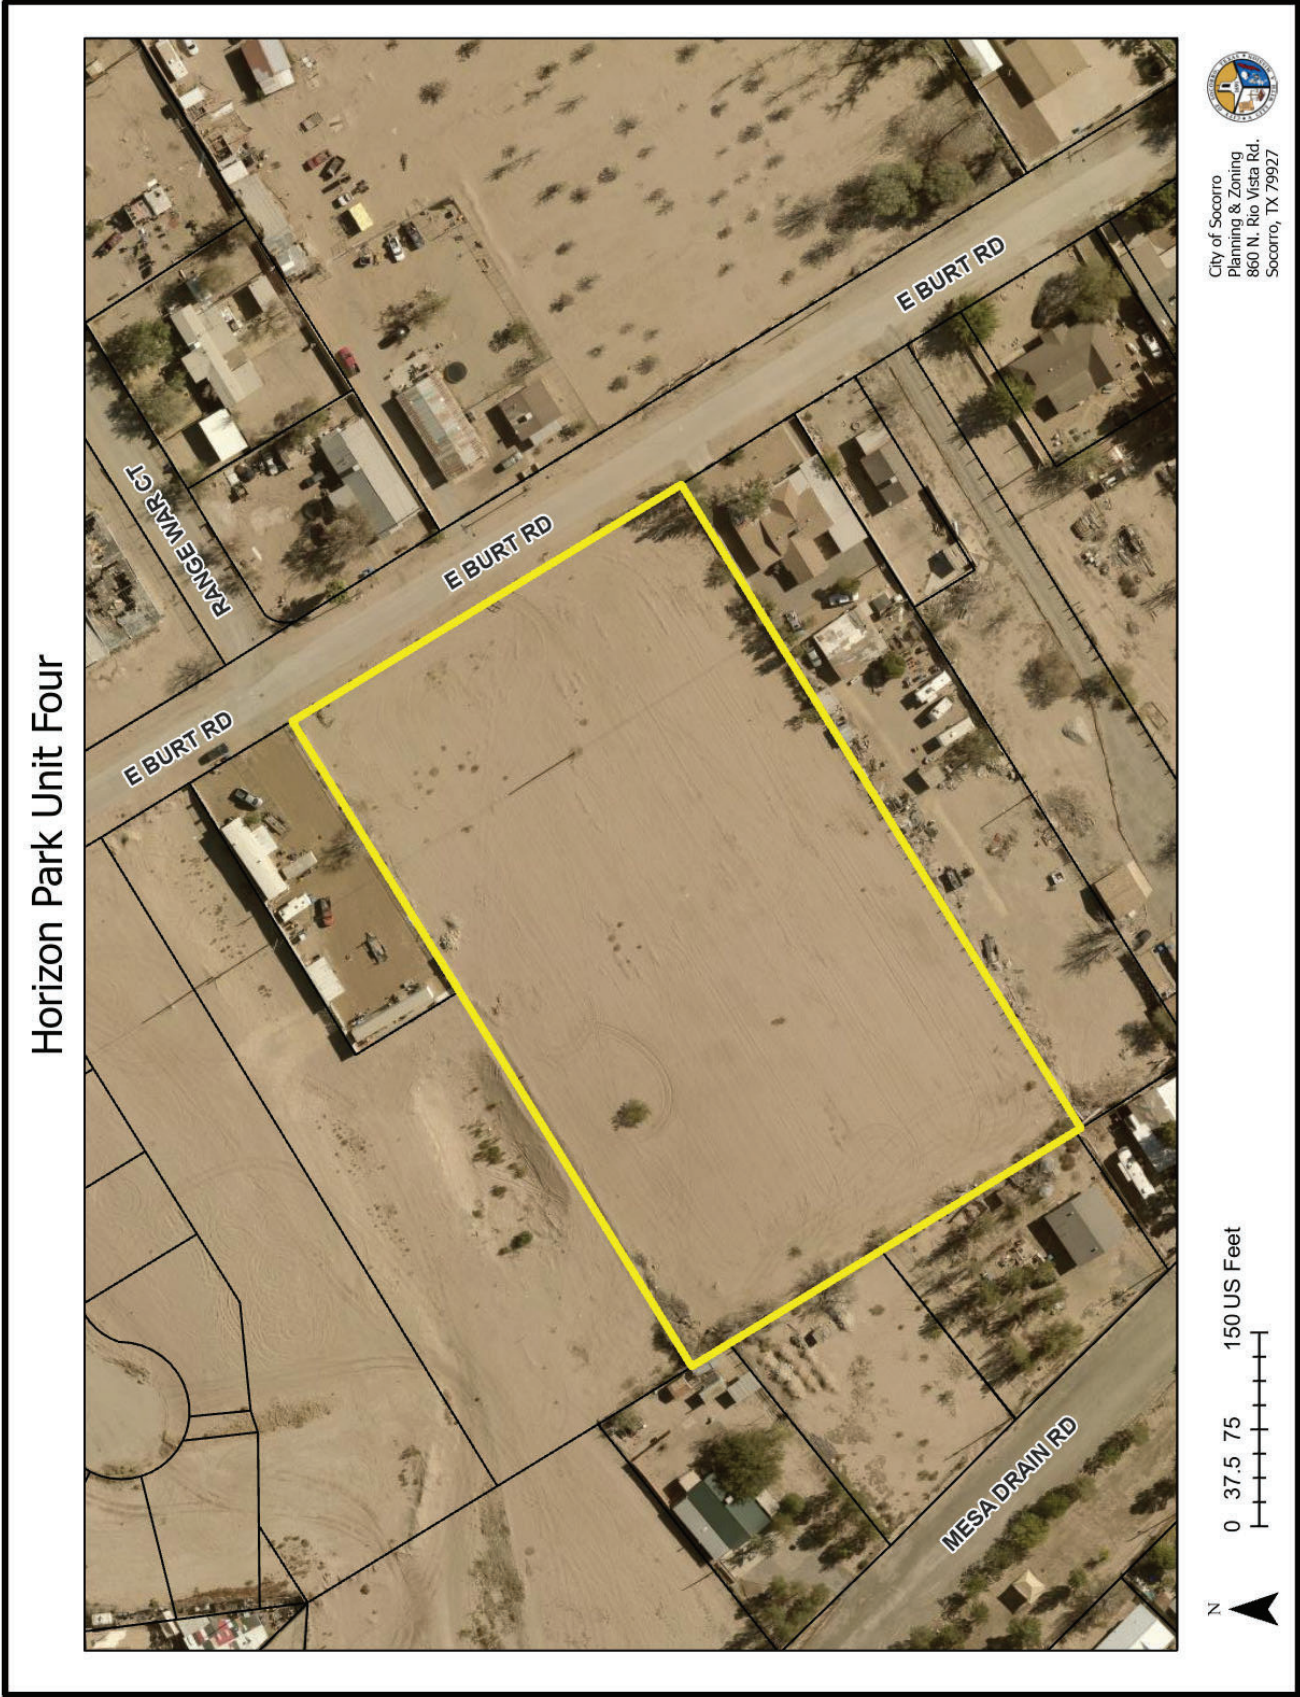 Horizon Park Unit Four
RANGE WAR CT
E BURT RD
E BURT RD
E BURT RD
MESA DRAIN RD
N
0 37.5 75 150 US Feet
City of Socorro
Planning & Zoning
860 N. Rio Vista Rd.
Socorro, TX 79927